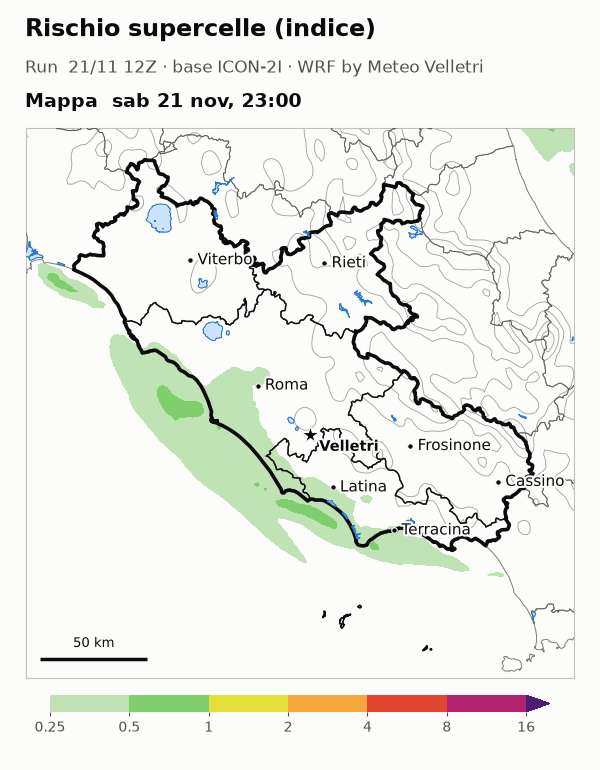 Rischio supercelle (indice)
Run  21/11 12Z · base ICON-2I · WRF by Meteo Velletri
Mappa  sab 21 nov, 23:00
Viterbo
Rieti
Roma
Velletri
Frosinone
Cassino
Latina
Terracina
50 km
0.25 0.5 1 2 4 8 16